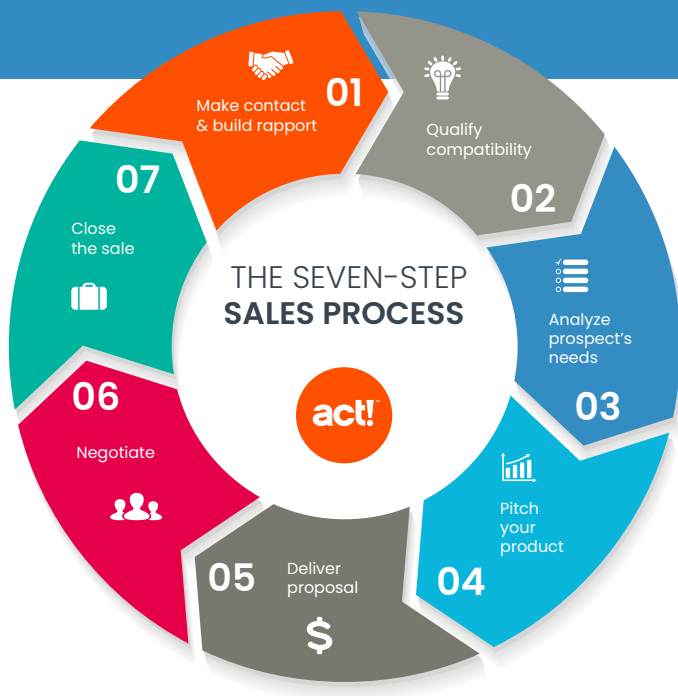 THE SEVEN-STEP
SALES PROCESS
act!™
01
Make contact
& build rapport
02
Qualify
compatibility
03
Analyze
prospect's
needs
04
Pitch
your
product
05
Deliver
proposal
$
06
Negotiate
07
Close
the sale